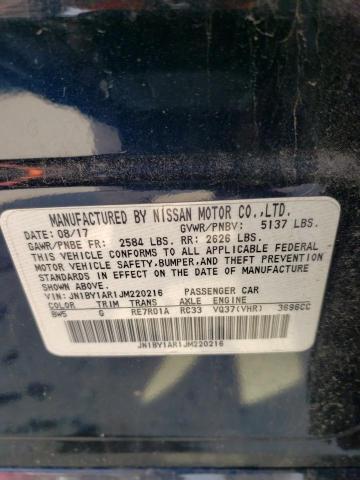 MANUFACTURED BY NISSAN MOTOR CO.,LTD.
DATE: 08/17 GVWR/PNBV: 5137 LBS.
GAWR/PNBE FR: 2584 LBS. RR: 2626 LBS.
THIS VEHICLE CONFORMS TO ALL APPLICABLE FEDERAL
MOTOR VEHICLE SAFETY,BUMPER,AND THEFT PREVENTION
STANDARDS IN EFFECT ON THE DATE OF MANUFACTURE
SHOWN ABOVE.
VIN:JN1BY1AR1JM220216 PASSENGER CAR
COLOR TRIM TRANS AXLE ENGINE
BW5 G RE7R01A RC33 VQ37(VHR) 3696CC
JN1BY1AR1JM220216